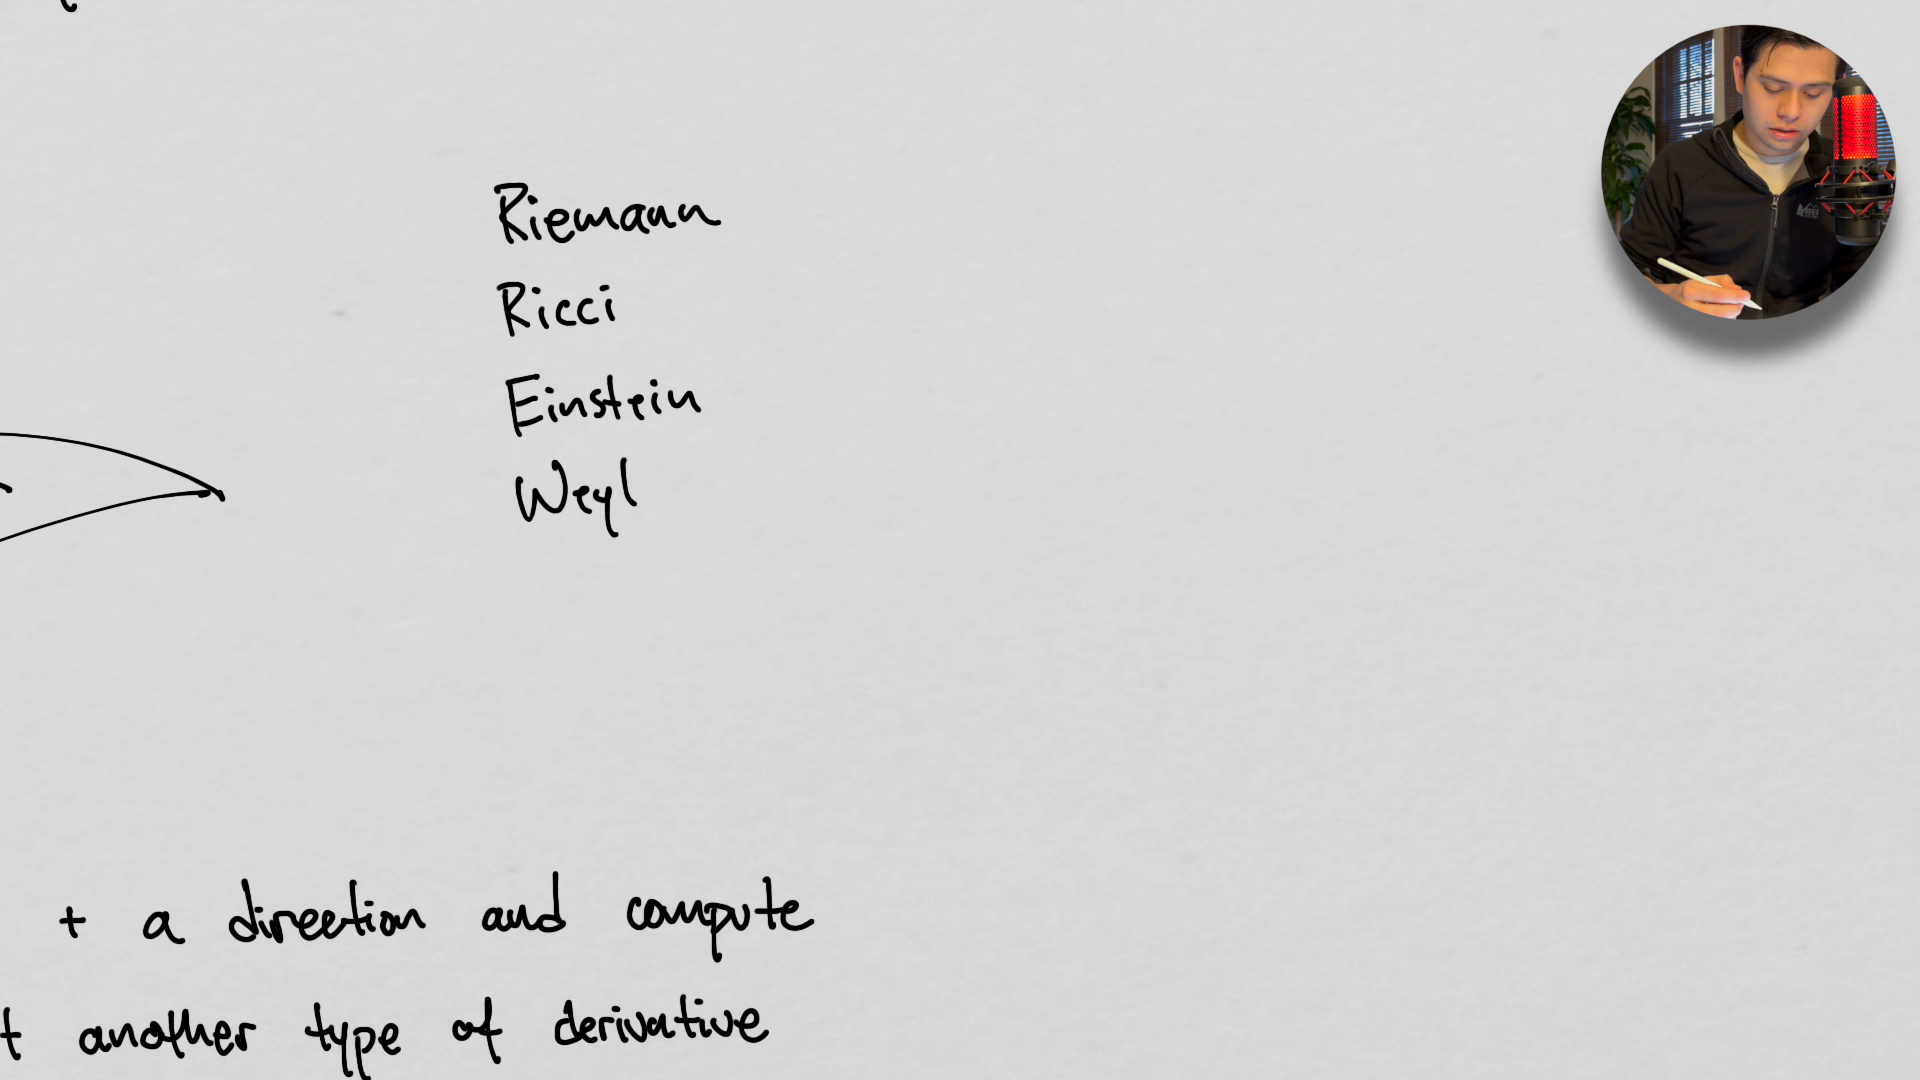 Riemann
Ricci
Einstein
Weyl
+ a direction and compute
t another type of derivative